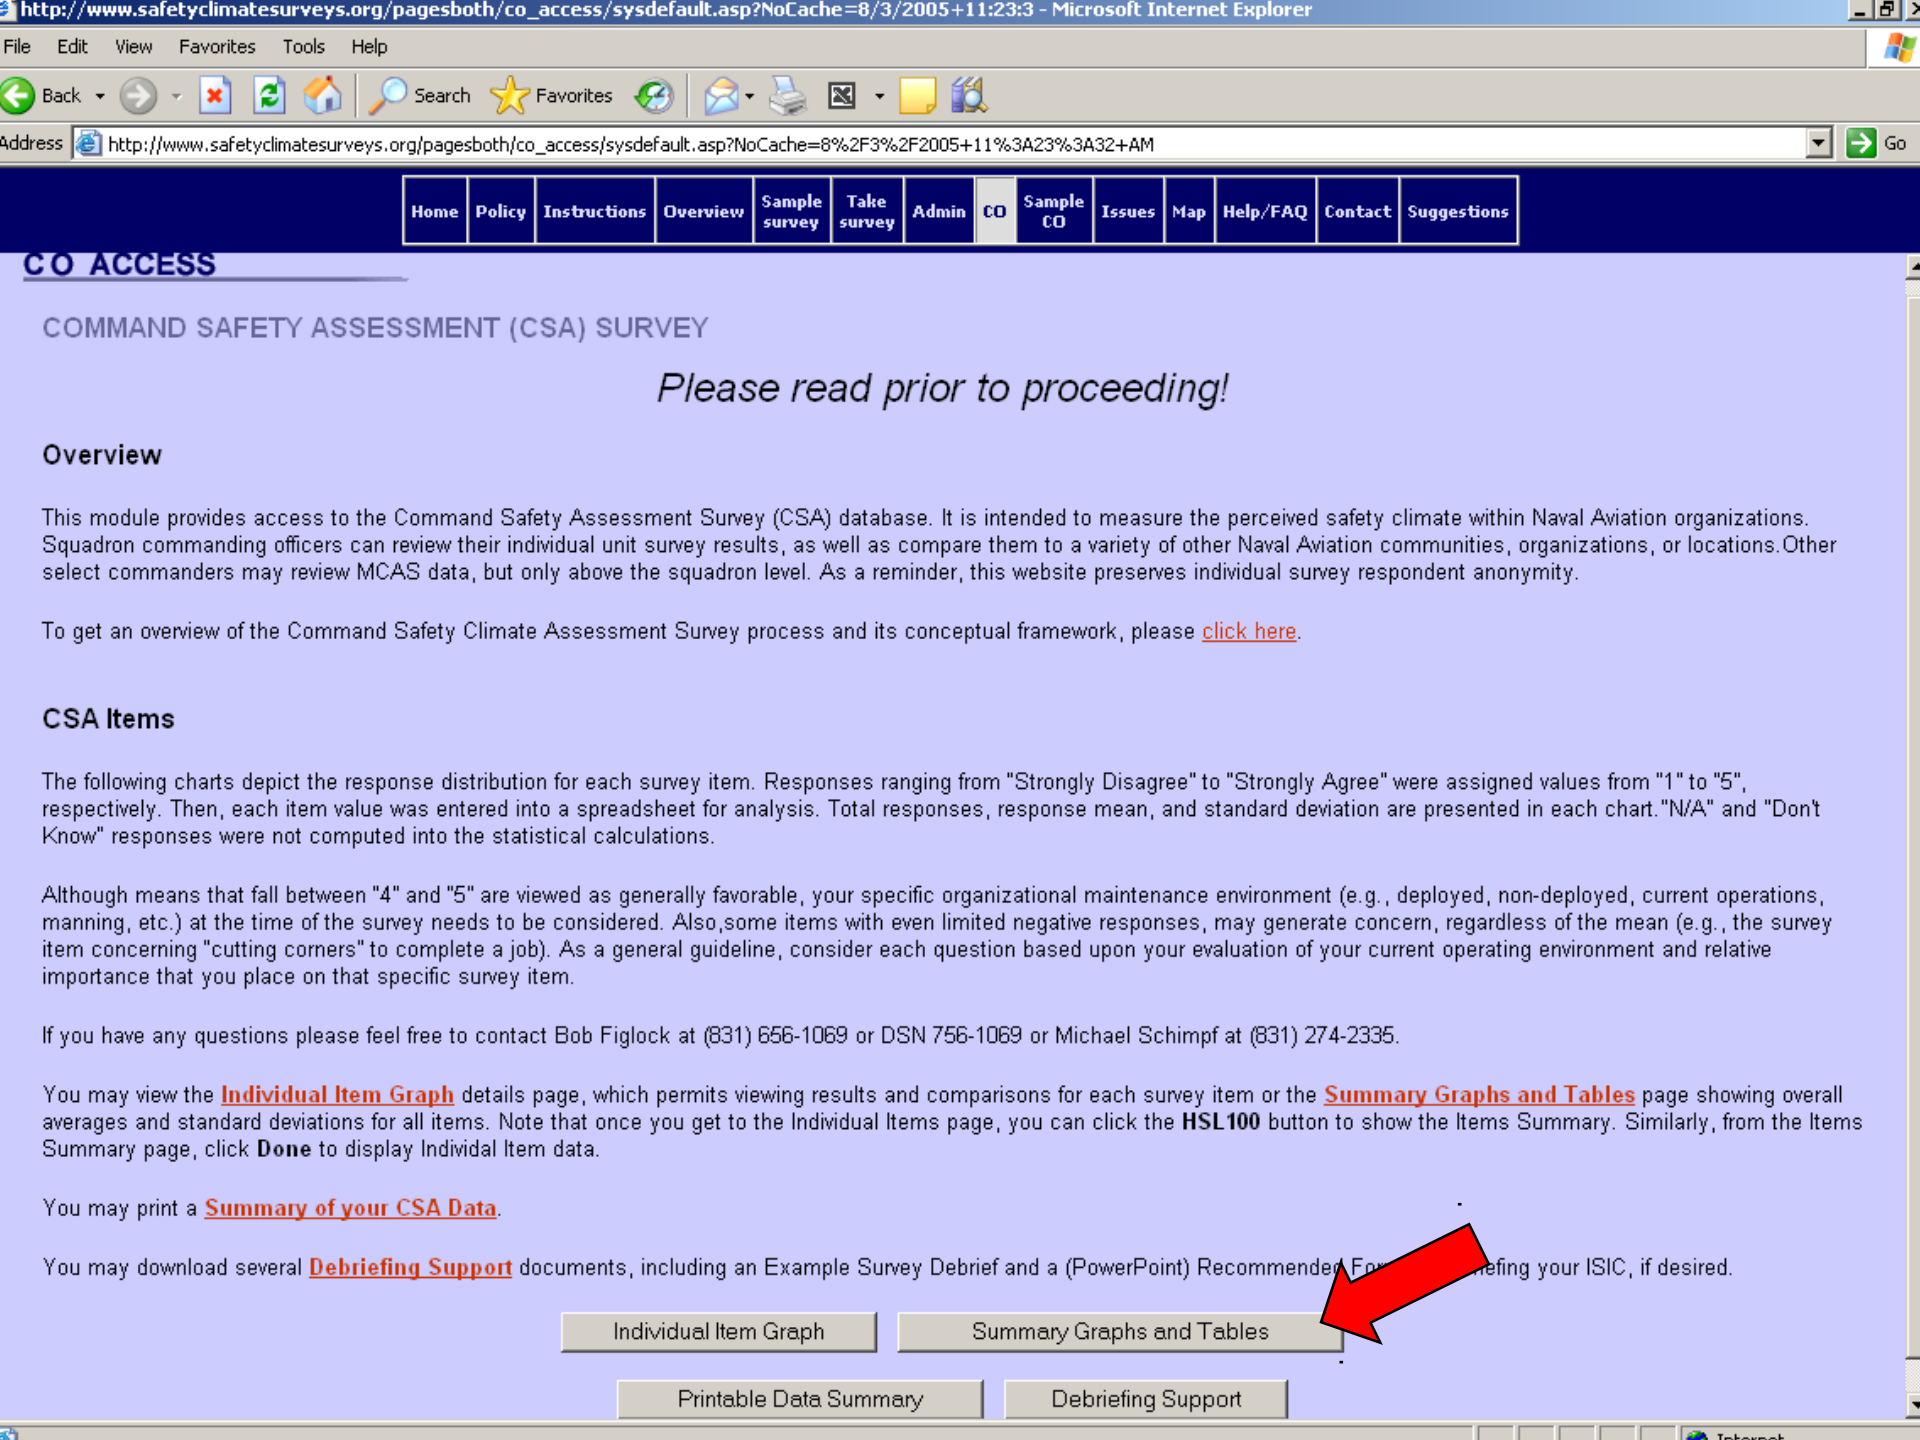 http://www.safetyclimatesurveys.org/pagesboth/co_access/sysdefault.asp?NoCache=8/3/2005+11:23:3 - Microsoft Internet Explorer
File Edit View Favorites Tools Help
Back Search Favorites
Address http://www.safetyclimatesurveys.org/pagesboth/co_access/sysdefault.asp?NoCache=8%2F3%2F2005+11%3A23%3A32+AM Go
Home Policy Instructions Overview Sample survey Take survey Admin CO Sample CO Issues Map Help/FAQ Contact Suggestions
CO ACCESS
COMMAND SAFETY ASSESSMENT (CSA) SURVEY
Please read prior to proceeding!
Overview
This module provides access to the Command Safety Assessment Survey (CSA) database. It is intended to measure the perceived safety climate within Naval Aviation organizations.
Squadron commanding officers can review their individual unit survey results, as well as compare them to a variety of other Naval Aviation communities, organizations, or locations.Other
select commanders may review MCAS data, but only above the squadron level. As a reminder, this website preserves individual survey respondent anonymity.
To get an overview of the Command Safety Climate Assessment Survey process and its conceptual framework, please click here.
CSA Items
The following charts depict the response distribution for each survey item. Responses ranging from "Strongly Disagree" to "Strongly Agree" were assigned values from "1" to "5",
respectively. Then, each item value was entered into a spreadsheet for analysis. Total responses, response mean, and standard deviation are presented in each chart."N/A" and "Don't
Know" responses were not computed into the statistical calculations.
Although means that fall between "4" and "5" are viewed as generally favorable, your specific organizational maintenance environment (e.g., deployed, non-deployed, current operations,
manning, etc.) at the time of the survey needs to be considered. Also,some items with even limited negative responses, may generate concern, regardless of the mean (e.g., the survey
item concerning "cutting corners" to complete a job). As a general guideline, consider each question based upon your evaluation of your current operating environment and relative
importance that you place on that specific survey item.
If you have any questions please feel free to contact Bob Figlock at (831) 656-1069 or DSN 756-1069 or Michael Schimpf at (831) 274-2335.
You may view the Individual Item Graph details page, which permits viewing results and comparisons for each survey item or the Summary Graphs and Tables page showing overall
averages and standard deviations for all items. Note that once you get to the Individual Items page, you can click the HSL100 button to show the Items Summary. Similarly, from the Items
Summary page, click Done to display Individal Item data.
You may print a Summary of your CSA Data.
You may download several Debriefing Support documents, including an Example Survey Debrief and a (PowerPoint) Recommended your ISIC, if desired.
Individual Item Graph Summary Graphs and Tables
Printable Data Summary Debriefing Support
Internet